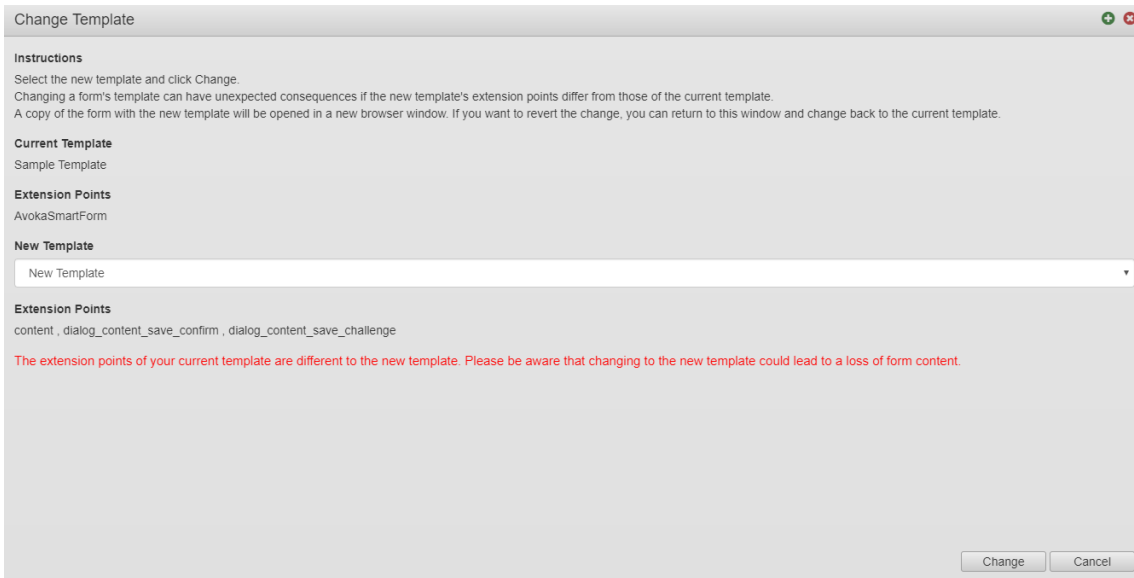 Change Template
Instructions
Select the new template and click Change.
Changing a form's template can have unexpected consequences if the new template's extension points differ from those of the current template.
A copy of the form with the new template will be opened in a new browser window. If you want to revert the change, you can return to this window and change back to the current template.
Current Template
Sample Template
Extension Points
AvokaSmartForm
New Template
New Template
Extension Points
content , dialog_content_save_confirm , dialog_content_save_challenge
The extension points of your current template are different to the new template. Please be aware that changing to the new template could lead to a loss of form content.
Change Cancel